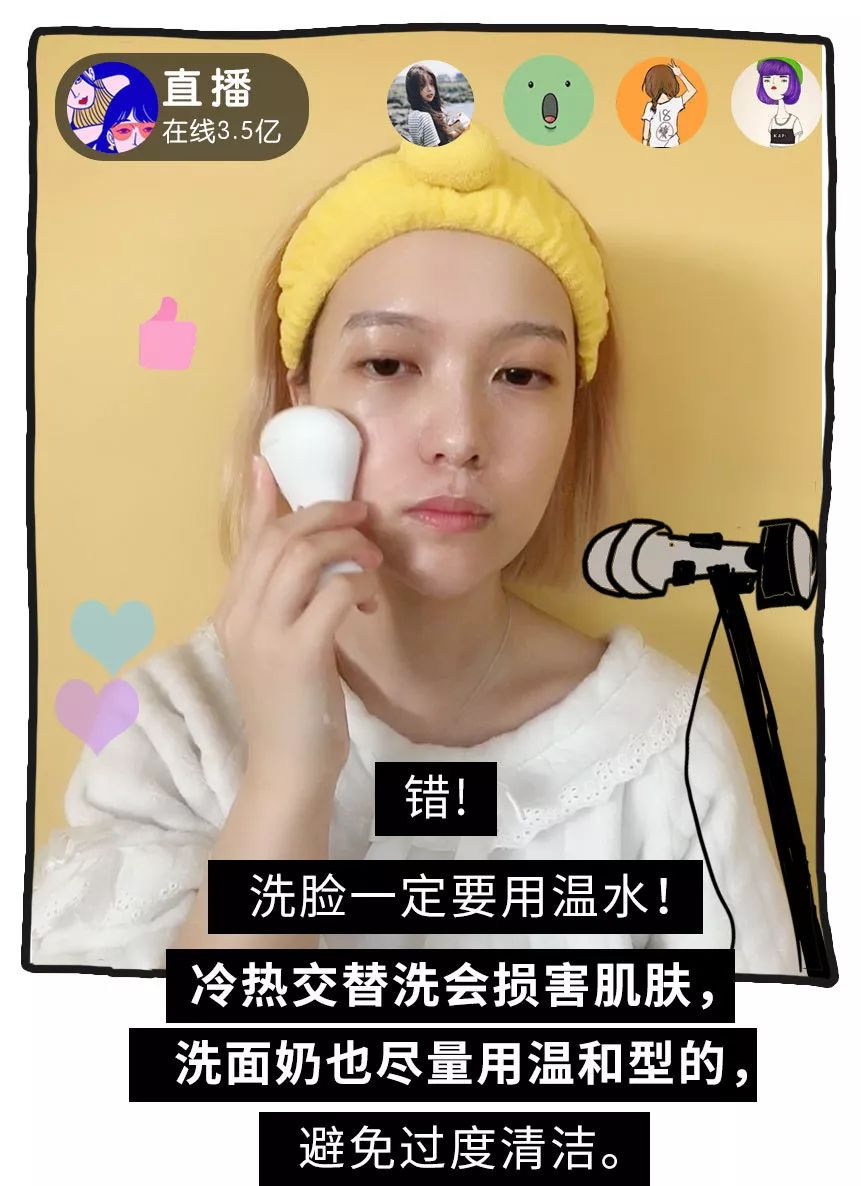 直播
在线3.5亿
18
KAPI
错!
洗脸一定要用温水!
冷热交替洗会损害肌肤，
洗面奶也尽量用温和型的，
避免过度清洁。